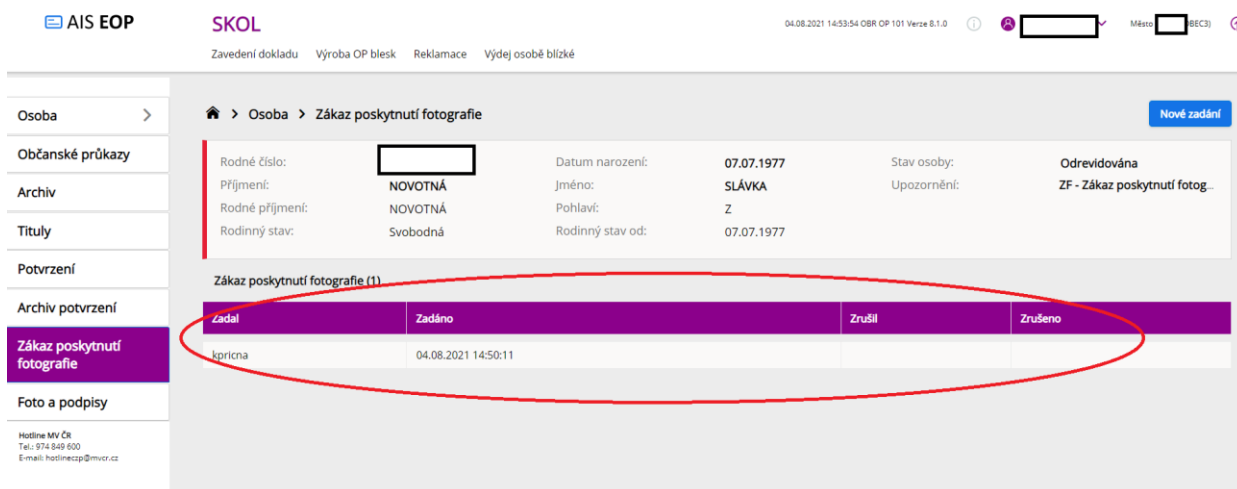 AIS EOP
SKOL
04.08.2021 14:53:54 OBR OP 101 Verze 8.1.0
Město
OBEC3)
Zavedení dokladu Výroba OP blesk Reklamace Výdej osobě blízké
Osoba
Občanské průkazy
Archiv
Tituly
Potvrzení
Archiv potvrzení
Zákaz poskytnutí
fotografie
Foto a podpisy
Hotline MV ČR
Tel.: 974 849 600
E-mail: hotlineczp@mvcr.cz
> Osoba > Zákaz poskytnutí fotografie
Nové zadání
Rodné číslo: Datum narození: 07.07.1977 Stav osoby: Odrevidována
Příjmení: NOVOTNÁ Jméno: SLÁVKA Upozornění: ZF - Zákaz poskytnutí fotog...
Rodné příjmení: NOVOTNÁ Pohlaví: Z
Rodinný stav: Svobodná Rodinný stav od: 07.07.1977
Zákaz poskytnutí fotografie (1)
Zadal Zadáno Zrušil Zrušeno
kpricna 04.08.2021 14:50:11